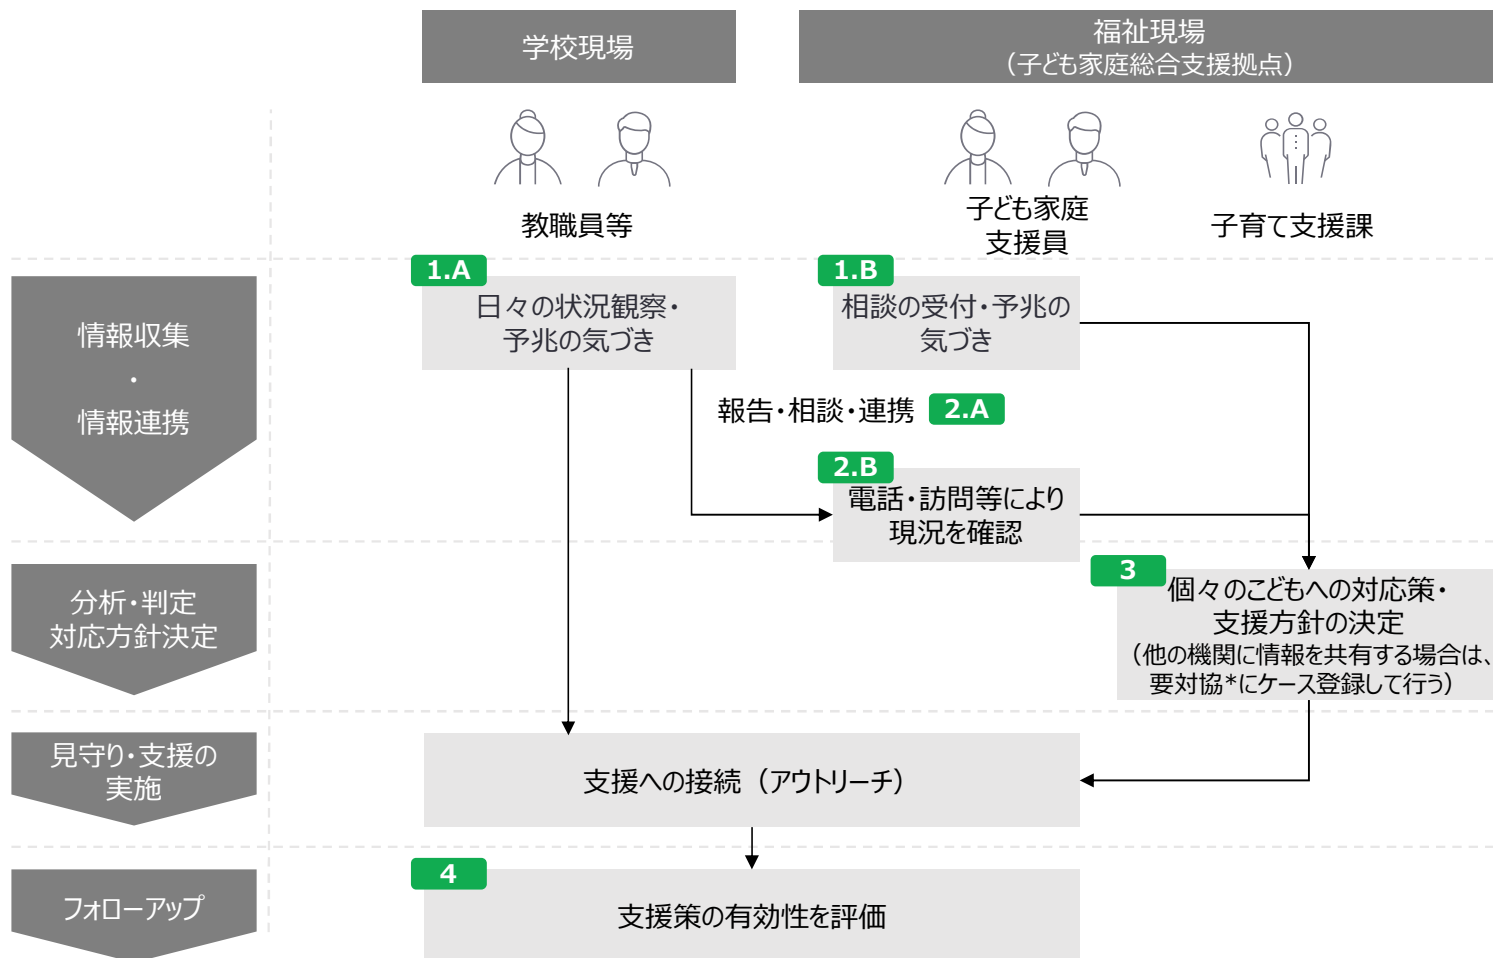 学校現場
福祉現場
（子ども家庭総合支援拠点）
教職員等
子ども家庭
支援員
子育て支援課
情報収集
・
情報連携
1.A
日々の状況観察・
予兆の気づき
1.B
相談の受付・予兆の
気づき
報告・相談・連携 2.A
2.B
電話・訪問等により
現況を確認
分析・判定
対応方針決定
3
個々のこどもへの対応策・
支援方針の決定
（他の機関に情報を共有する場合は、
要対協*にケース登録して行う）
見守り・支援の
実施
支援への接続（アウトリーチ）
フォローアップ
4
支援策の有効性を評価